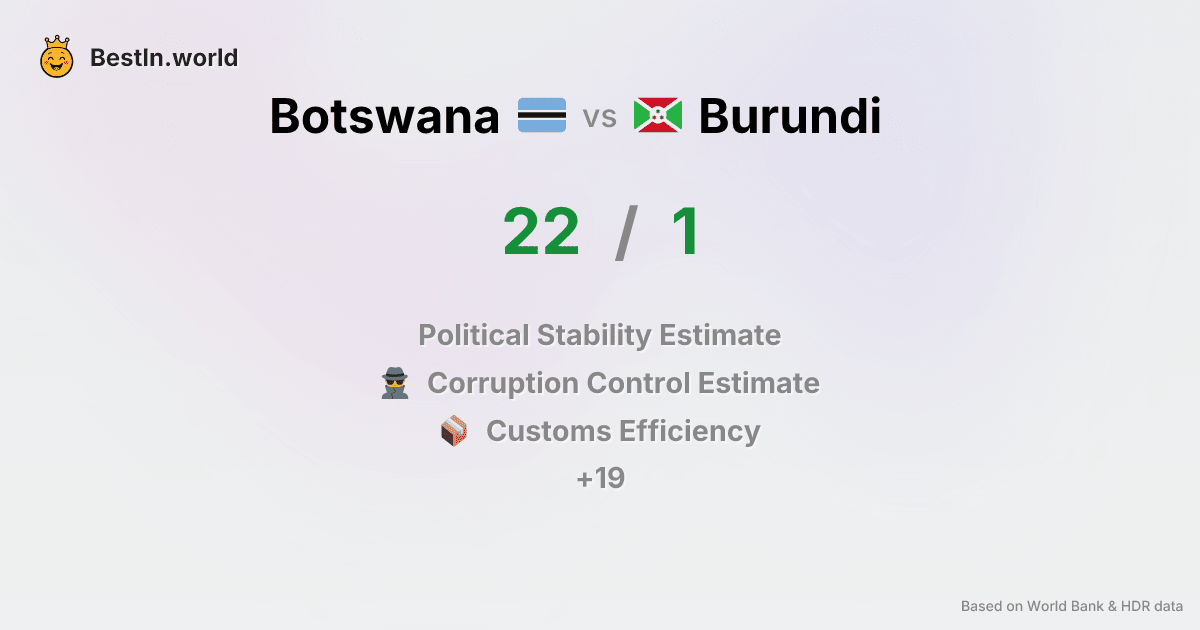 BestIn.world
Botswana vs Burundi
22 / 1
Political Stability Estimate
Corruption Control Estimate
Customs Efficiency
+19
Based on World Bank & HDR data